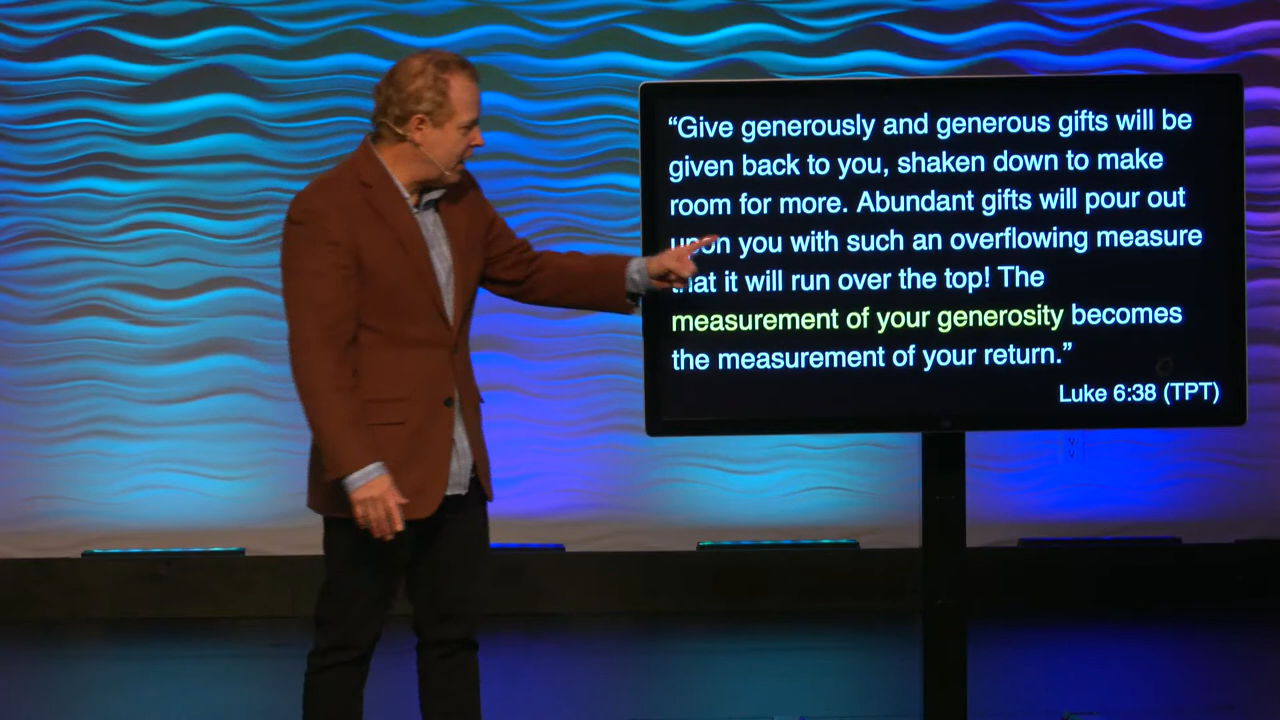 “Give generously and generous gifts will be
given back to you, shaken down to make
room for more. Abundant gifts will pour out
upon you with such an overflowing measure
that it will run over the top! The
measurement of your generosity becomes
the measurement of your return.”
Luke 6:38 (TPT)